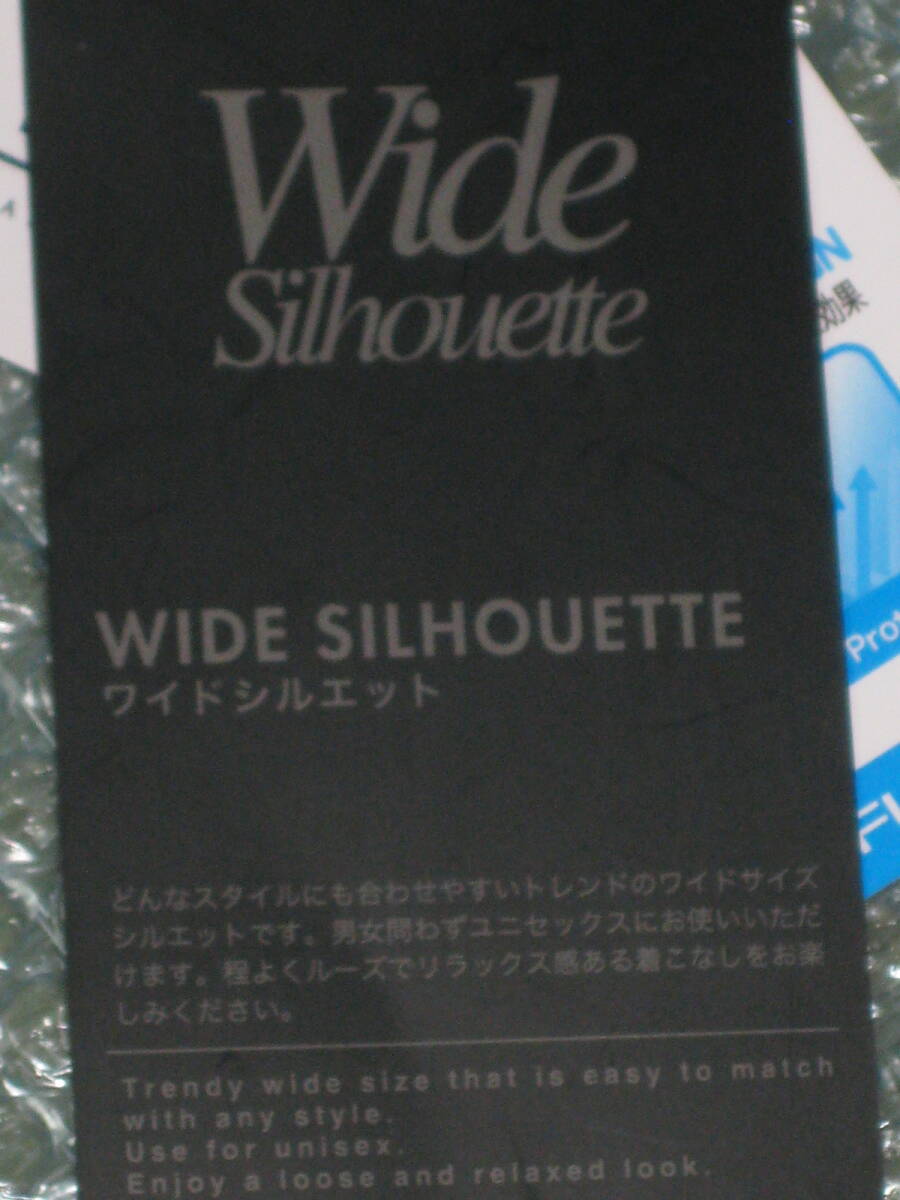 Wide
Silhouette
WIDE SILHOUETTE
ワイドシルエット
どんなスタイルにも合わせやすいトレンドのワイドサイズ
シルエットです。男女問わずユニセックスにお使いいただ
けます。程よくルーズでリラックス感ある着こなしをお楽
しみください。
Trendy wide size that is easy to match
with any style.
Use for unisex.
Enjoy a loose and relaxed look.
効果